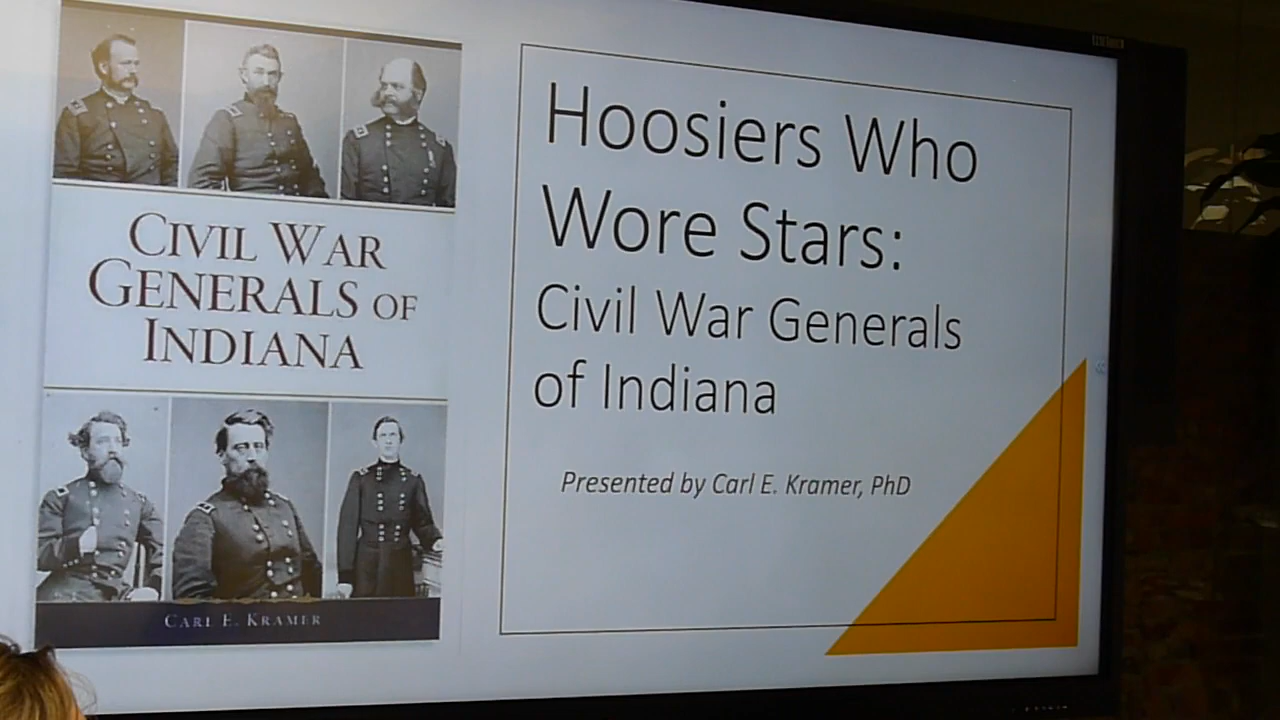 CIVIL WAR
GENERALS OF
INDIANA
CARL E. KRAMER
Hoosiers Who
Wore Stars:
Civil War Generals
of Indiana
Presented by Carl E. Kramer, PhD